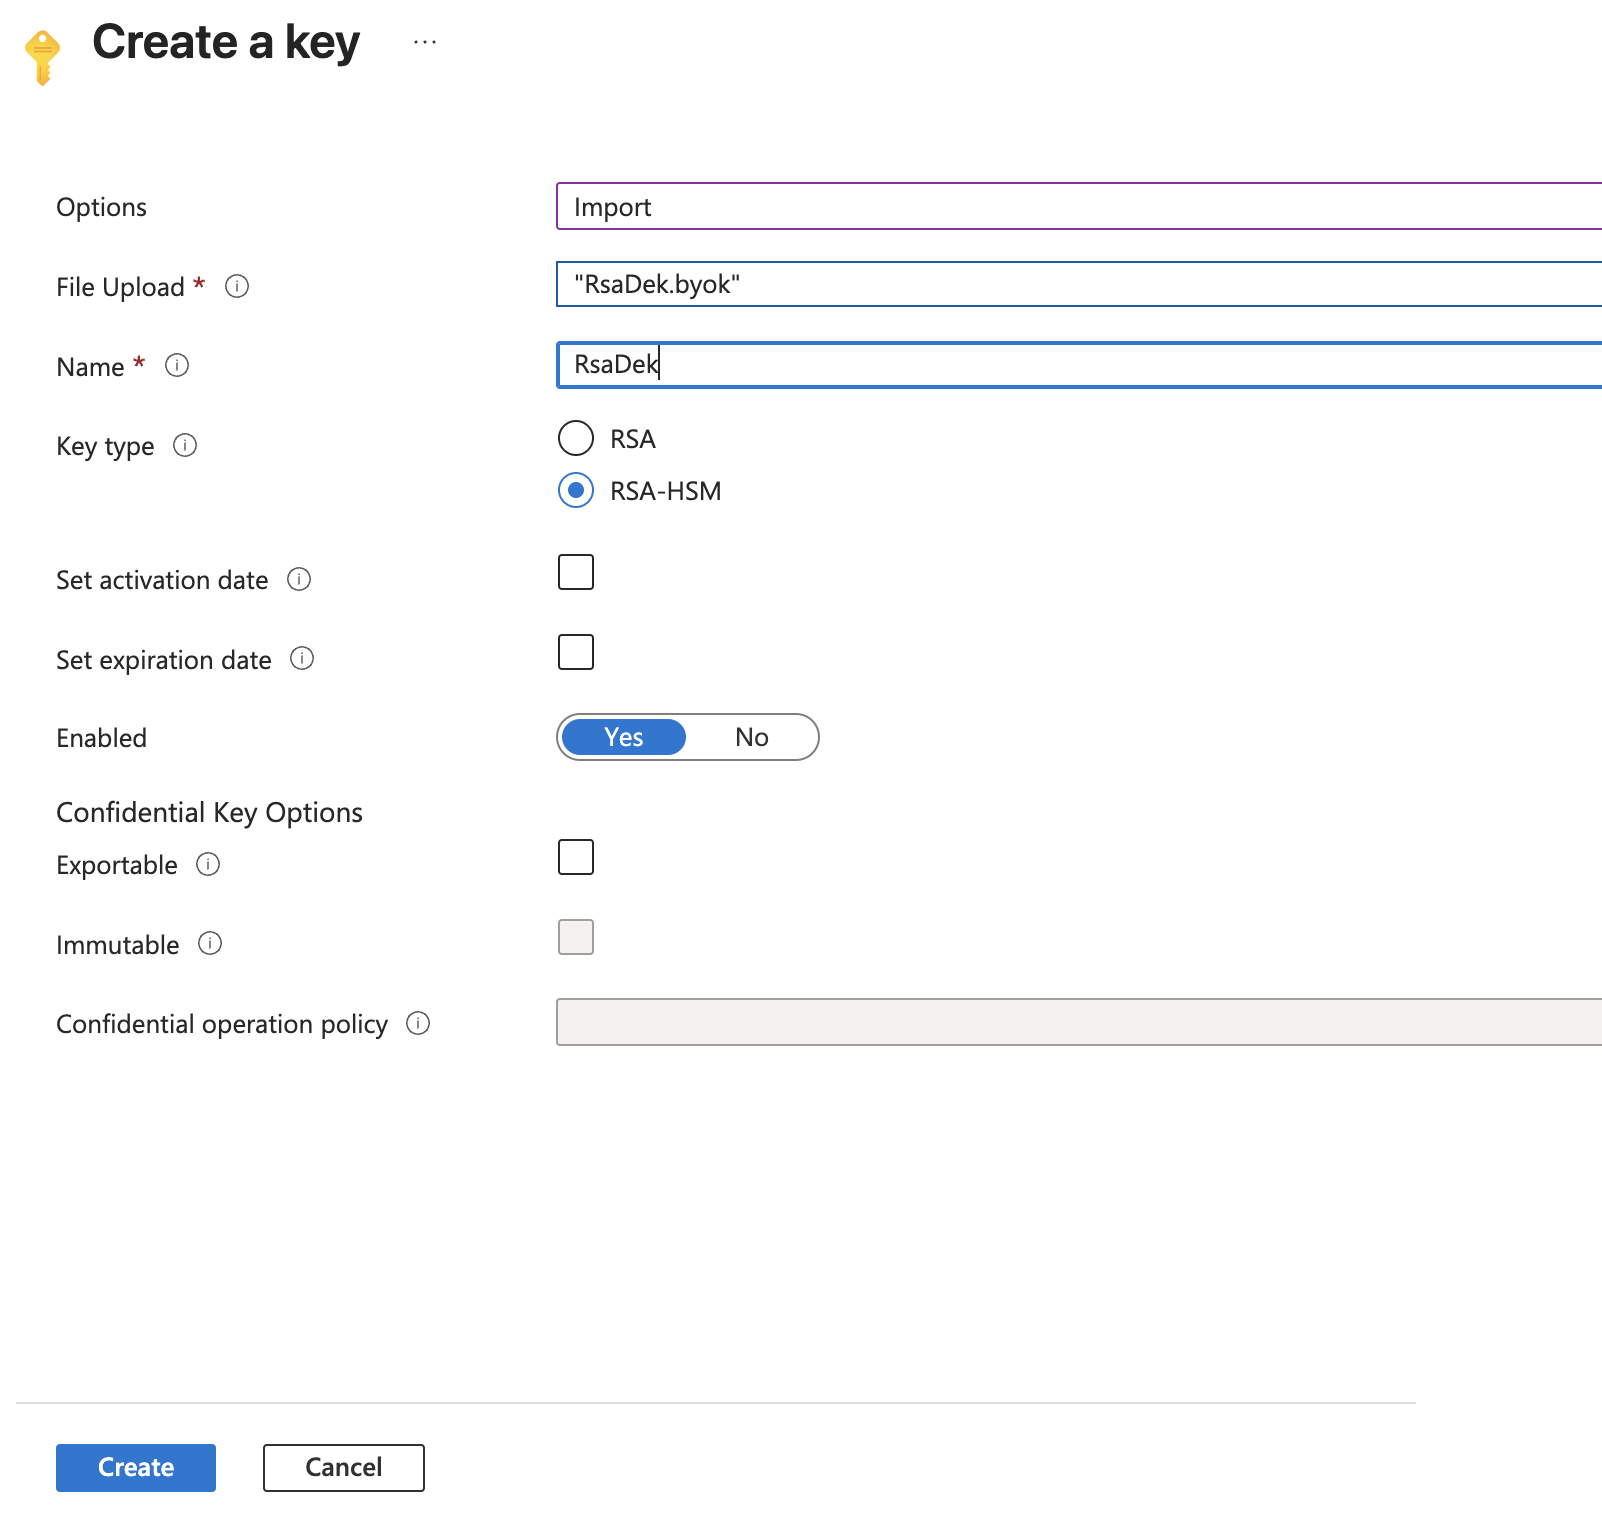 Create a key ...
Options Import
File Upload * "RsaDek.byok"
Name * RsaDek
Key type RSA
RSA-HSM
Set activation date
Set expiration date
Enabled Yes No
Confidential Key Options
Exportable
Immutable
Confidential operation policy
Create Cancel